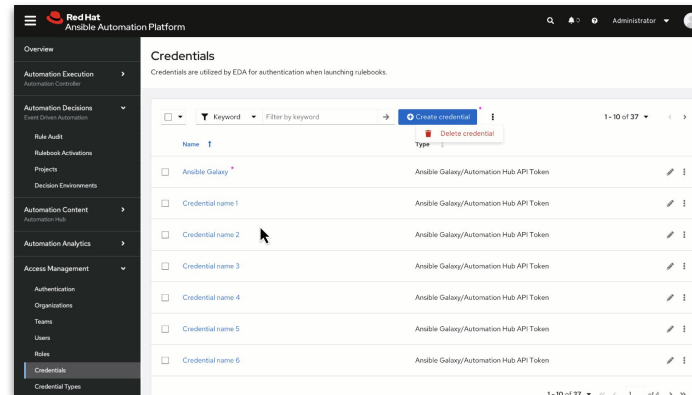 Red Hat
Ansible Automation Platform
0
Administrator
Overview
Automation Execution
Automation Controller
Automation Decisions
Event Driven Automation
Rule Audit
Rulebook Activations
Projects
Decision Environments
Automation Content
Automation Hub
Automation Analytics
Access Management
Authentication
Organizations
Teams
Users
Roles
Credentials
Credential Types
Credentials
Credentials are utilized by EDA for authentication when launching rulebooks.
Keyword
Filter by keyword
Create credential *
1 - 10 of 37
Delete credential
Name
Type
Ansible Galaxy * Ansible Galaxy/Automation Hub API Token
Credential name 1 Ansible Galaxy/Automation Hub API Token
Credential name 2 Ansible Galaxy/Automation Hub API Token
Credential name 3 Ansible Galaxy/Automation Hub API Token
Credential name 4 Ansible Galaxy/Automation Hub API Token
Credential name 5 Ansible Galaxy/Automation Hub API Token
Credential name 6 Ansible Galaxy/Automation Hub API Token
1 - 10 of 37 1 of 4